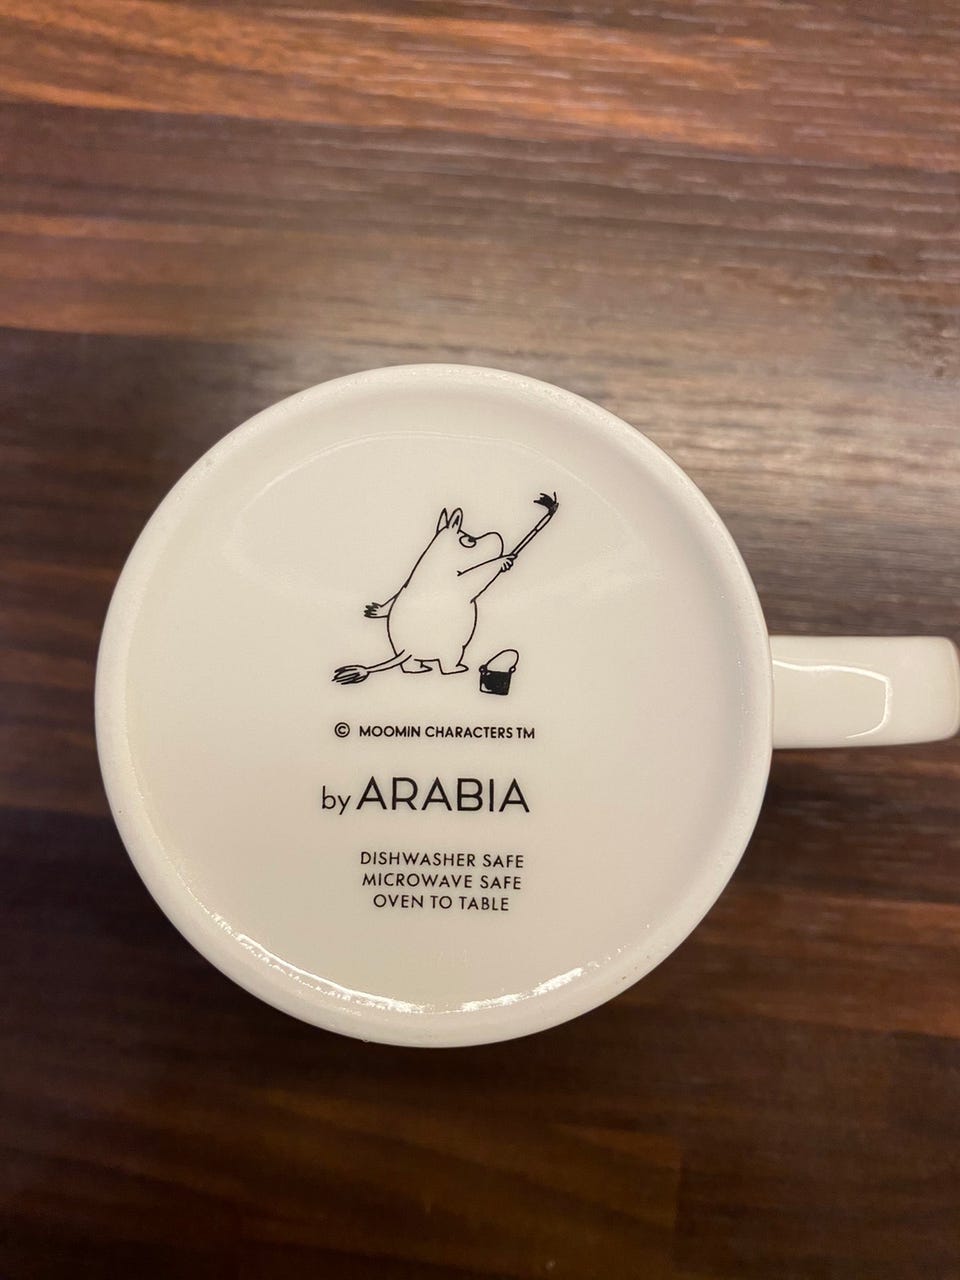 © MOOMIN CHARACTERS TM
by ARABIA
DISHWASHER SAFE
MICROWAVE SAFE
OVEN TO TABLE